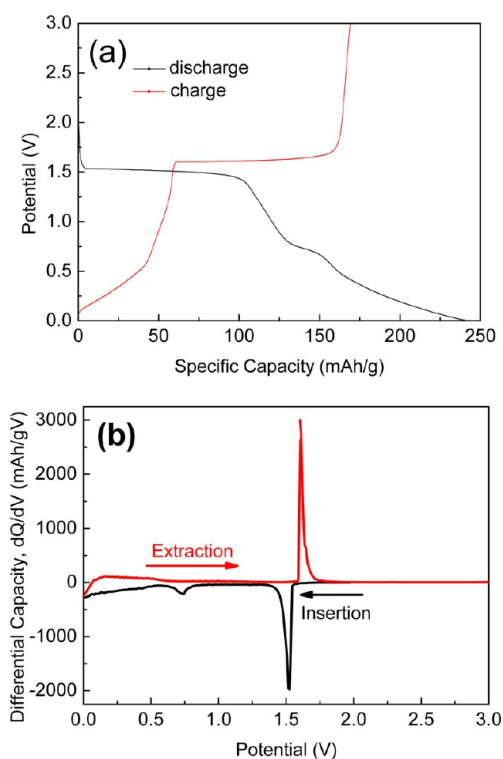 (a)
discharge
charge
Potential (V)
3.0
2.5
2.0
1.5
1.0
0.5
0.0
0 50 100 150 200 250
Specific Capacity (mAh/g)
(b)
Extraction
Insertion
Differential Capacity, dQ/dV (mAh/gV)
3000
2000
1000
0
-1000
-2000
0.0 0.5 1.0 1.5 2.0 2.5 3.0
Potential (V)